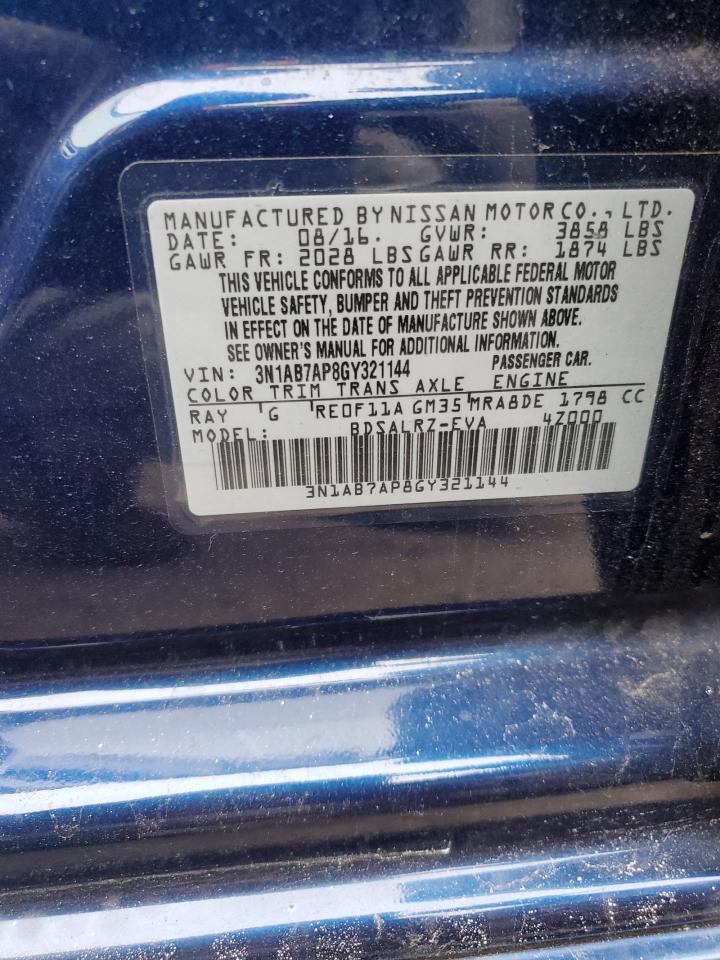 MANUFACTURED BY NISSAN MOTOR CO., LTD.
DATE: 08/16. GVWR: 3858 LBS
GAWR FR: 2028 LBS GAWR RR: 1874 LBS
THIS VEHICLE CONFORMS TO ALL APPLICABLE FEDERAL MOTOR
VEHICLE SAFETY, BUMPER AND THEFT PREVENTION STANDARDS
IN EFFECT ON THE DATE OF MANUFACTURE SHOWN ABOVE.
SEE OWNER'S MANUAL FOR ADDITIONAL INFORMATION.
VIN: 3N1AB7AP8GY321144 PASSENGER CAR.
COLOR TRIM TRANS AXLE ENGINE
RAY G RE0F11A GM35 MRA8DE 1798 CC
MODEL: BDSALRZ-EVA 4Z000
3N1AB7AP8GY321144